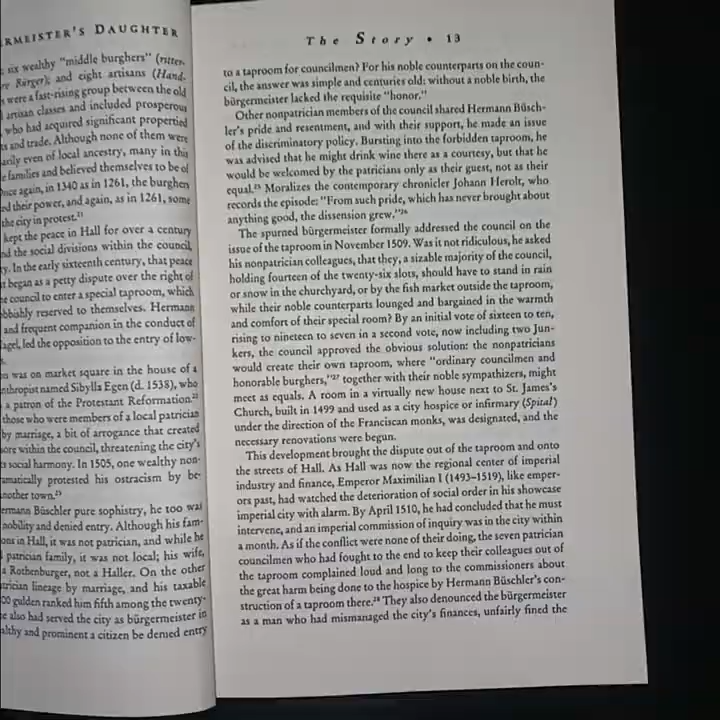 RMEISTER'S DAUGHTER
six wealthy "middle burghers" (ritter-
re Bürger); and eight artisans (Hand-
s were a fast-rising group between the old
artisan classes and included prosperous
who had acquired significant propertied
ts and trade. Although none of them were
arily even of local ancestry, many in this
e families and believed themselves to be of
Once again, in 1340 as in 1261, the burghers
ed their power, and again, as in 1261, some
the city in protest.21
kept the peace in Hall for over a century
nd the social divisions within the council,
ty. In the early sixteenth century, that peace
t began as a petty dispute over the right of
he council to enter a special taproom, which
obbishly reserved to themselves. Hermann
and frequent companion in the conduct of
Nagel, led the opposition to the entry of low-
s.
m was on market square in the house of a
nthropist named Sibylla Egen (d. 1538), who
a patron of the Protestant Reformation.22
those who were members of a local patrician
by marriage, a bit of arrogance that created
sore within the council, threatening the city's
ts social harmony. In 1505, one wealthy non-
amatically protested his ostracism by be-
nother town.23
ermann Büschler pure sophistry, he too was
nobility and denied entry. Although his fam-
ons in Hall, it was not patrician, and while he
patrician family, it was not local; his wife,
a Rothenburger, not a Haller. On the other
trician lineage by marriage, and his taxable
00 gulden ranked him fifth among the twenty-
e also had served the city as bürgermeister in
althy and prominent a citizen be denied entry
The Story • 13
to a taproom for councilmen? For his noble counterparts on the coun-
cil, the answer was simple and centuries old: without a noble birth, the
bürgermeister lacked the requisite "honor."
Other nonpatrician members of the council shared Hermann Büsch-
ler's pride and resentment, and with their support, he made an issue
of the discriminatory policy. Bursting into the forbidden taproom, he
was advised that he might drink wine there as a courtesy, but that he
would be welcomed by the patricians only as their guest, not as their
equal.25 Moralizes the contemporary chronicler Johann Herolt, who
records the episode: "From such pride, which has never brought about
anything good, the dissension grew."26
The spurned bürgermeister formally addressed the council on the
issue of the taproom in November 1509. Was it not ridiculous, he asked
his nonpatrician colleagues, that they, a sizable majority of the council,
holding fourteen of the twenty-six slots, should have to stand in rain
or snow in the churchyard, or by the fish market outside the taproom,
while their noble counterparts lounged and bargained in the warmth
and comfort of their special room? By an initial vote of sixteen to ten,
rising to nineteen to seven in a second vote, now including two Jun-
kers, the council approved the obvious solution: the nonpatricians
would create their own taproom, where "ordinary councilmen and
honorable burghers,"27 together with their noble sympathizers, might
meet as equals. A room in a virtually new house next to St. James's
Church, built in 1499 and used as a city hospice or infirmary (Spital)
under the direction of the Franciscan monks, was designated, and the
necessary renovations were begun.
This development brought the dispute out of the taproom and onto
the streets of Hall. As Hall was now the regional center of imperial
industry and finance, Emperor Maximilian I (1493–1519), like emper-
ors past, had watched the deterioration of social order in his showcase
imperial city with alarm. By April 1510, he had concluded that he must
intervene, and an imperial commission of inquiry was in the city within
a month. As if the conflict were none of their doing, the seven patrician
councilmen who had fought to the end to keep their colleagues out of
the taproom complained loud and long to the commissioners about
the great harm being done to the hospice by Hermann Büschler's con-
struction of a taproom there.28 They also denounced the bürgermeister
as a man who had mismanaged the city's finances, unfairly fined the